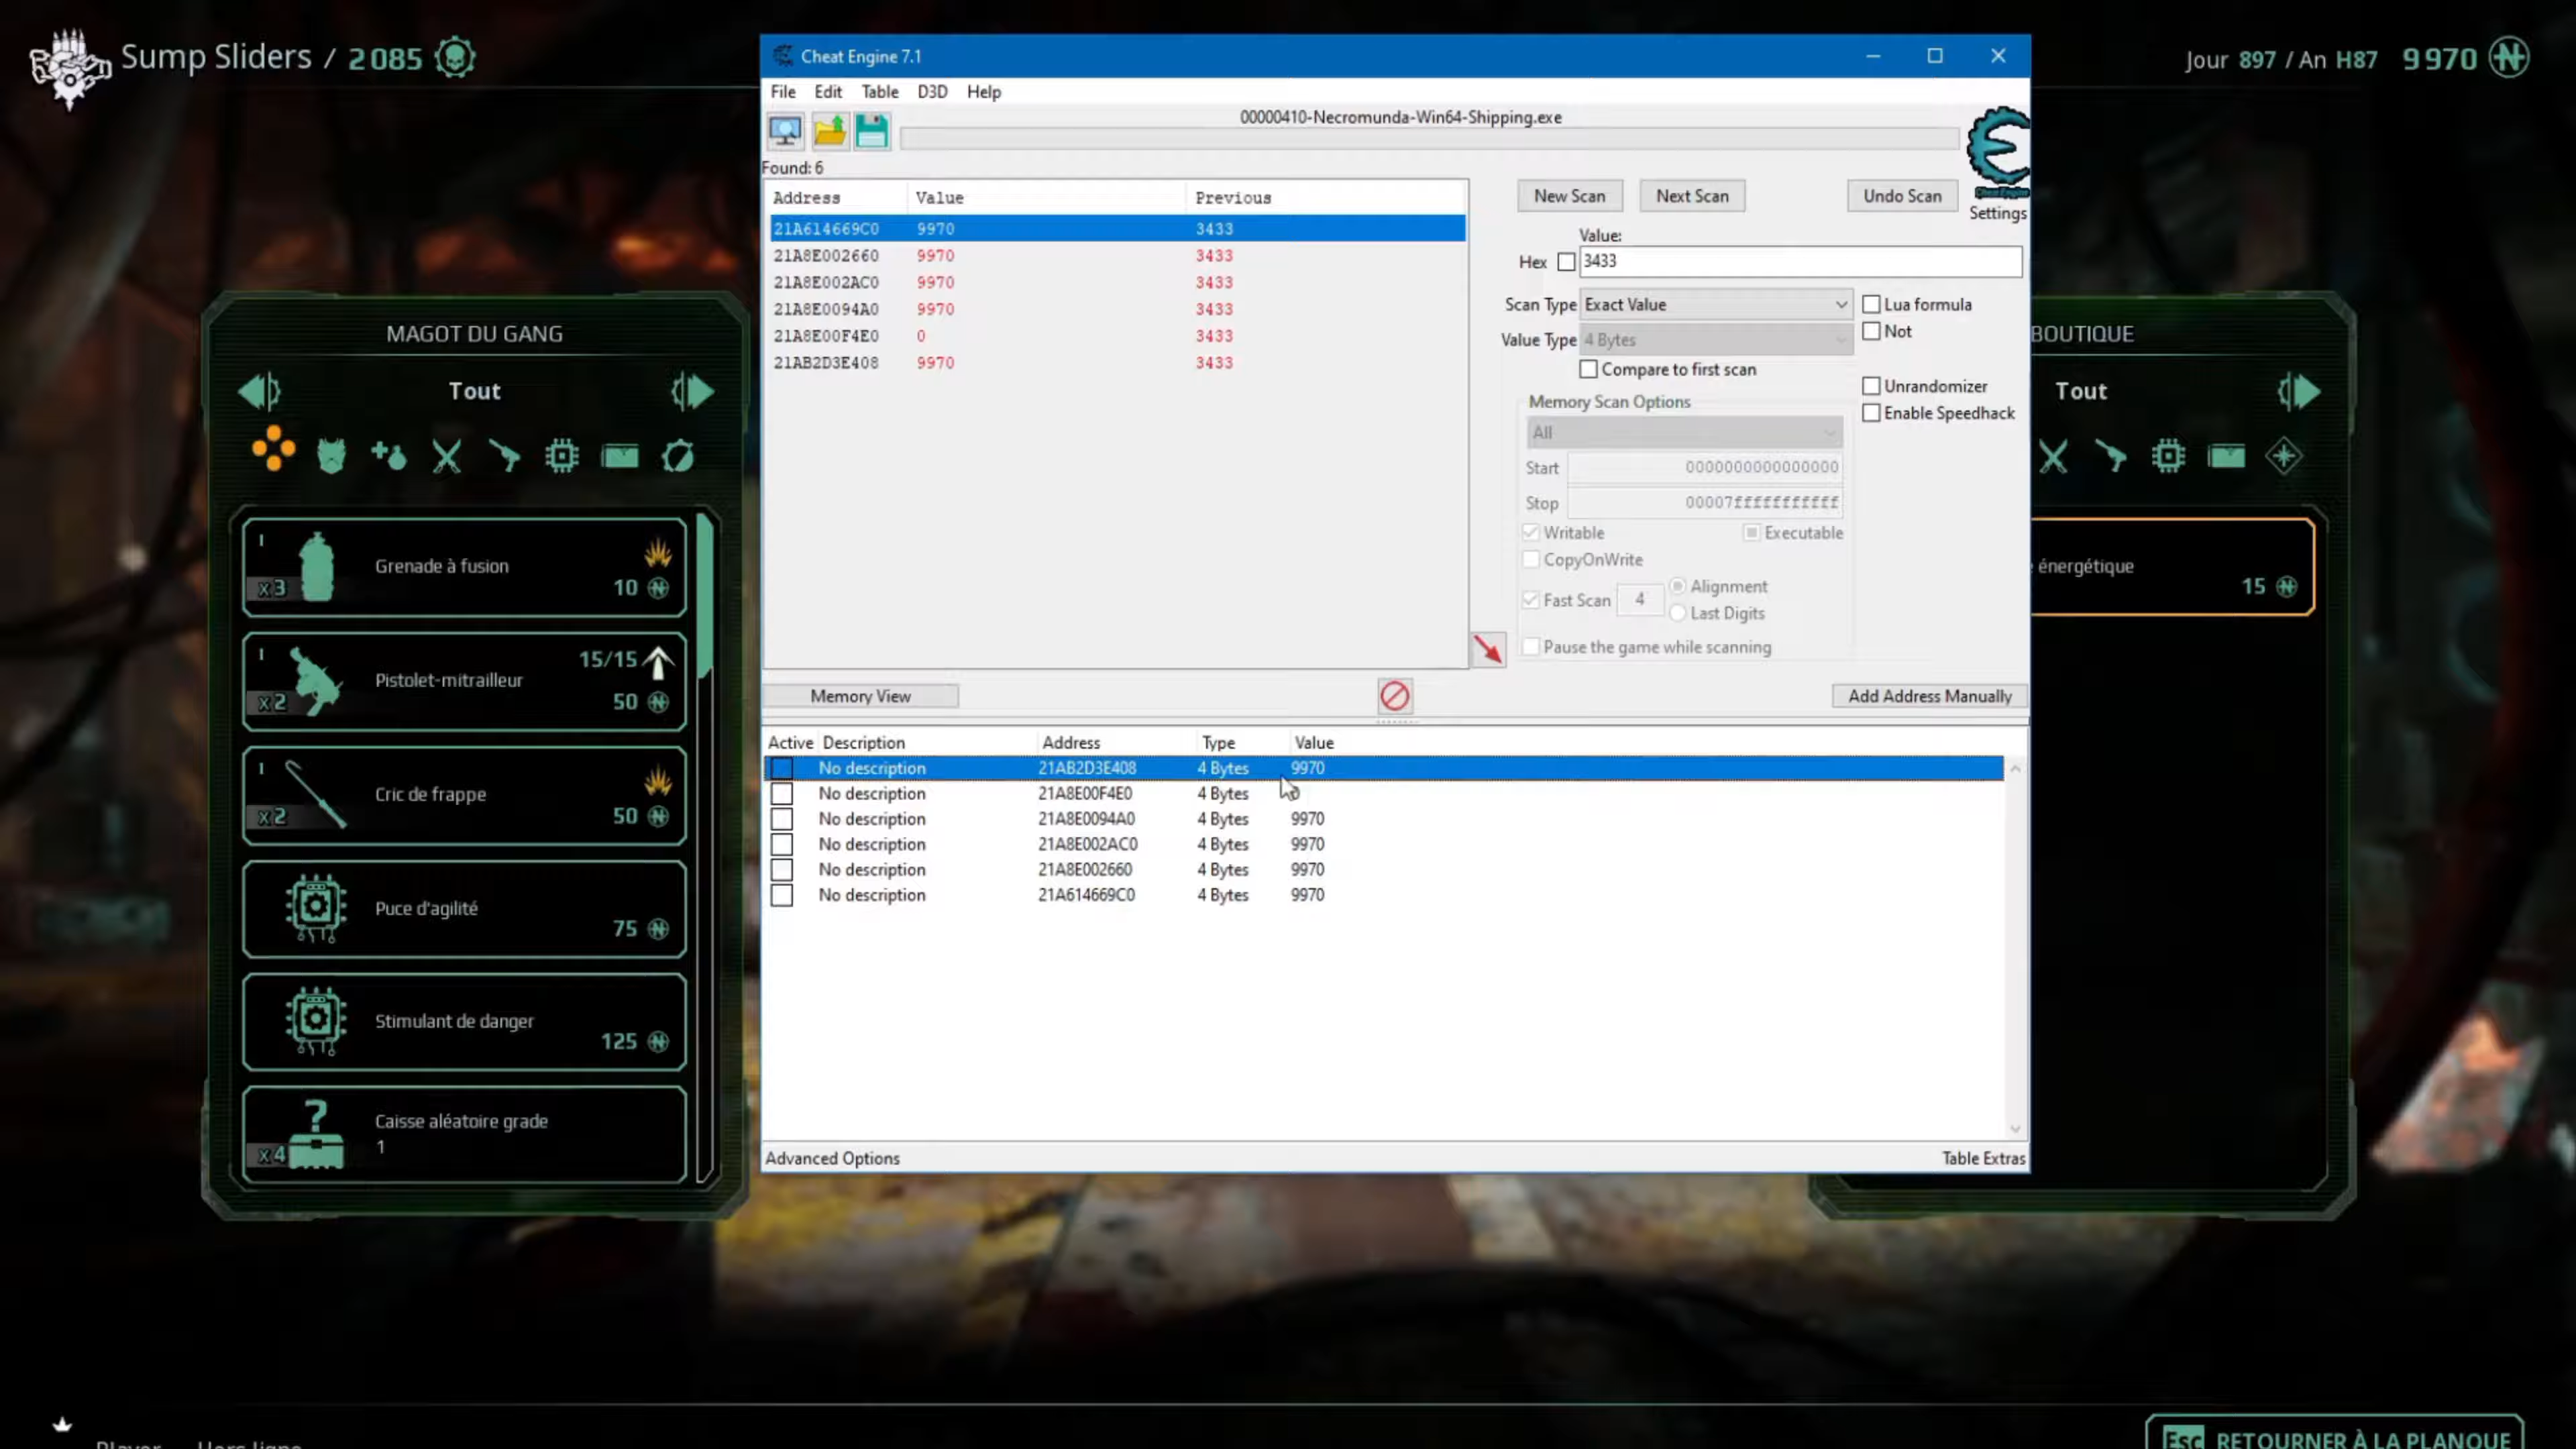 Sump Sliders / 2 085
Jour 897 / An H87 9 970
Cheat Engine 7.1
File Edit Table D3D Help
00000410-Necromunda-Win64-Shipping.exe
Found: 6
Address Value Previous
21A614669C0 9970 3433
21A8E002660 9970 3433
21A8E002AC0 9970 3433
21A8E0094A0 9970 3433
21A8E00F4E0 0 3433
21AB2D3E408 9970 3433
New Scan Next Scan Undo Scan
Cheat Engine
Settings
Value:
Hex 3433
Scan Type Exact Value Lua formula
Not
Value Type 4 Bytes
Compare to first scan
Unrandomizer
Memory Scan Options
Enable Speedhack
All
Start 0000000000000000
Stop 00007fffffffffff
Writable Executable
CopyOnWrite
Fast Scan 4 Alignment
Last Digits
Pause the game while scanning
Memory View Add Address Manually
Active Description Address Type Value
No description 21AB2D3E408 4 Bytes 9970
No description 21A8E00F4E0 4 Bytes 0
No description 21A8E0094A0 4 Bytes 9970
No description 21A8E002AC0 4 Bytes 9970
No description 21A8E002660 4 Bytes 9970
No description 21A614669C0 4 Bytes 9970
Advanced Options Table Extras
MAGOT DU GANG
Tout
I
Grenade à fusion
x3 10
I
15/15
Pistolet-mitrailleur
x2 50
I
Cric de frappe
x2 50
Puce d'agilité
75
Stimulant de danger
125
?
Caisse aléatoire grade
1
x4
BOUTIQUE
Tout
énergétique
15
Player Hors ligne
Esc RETOURNER À LA PLANQUE